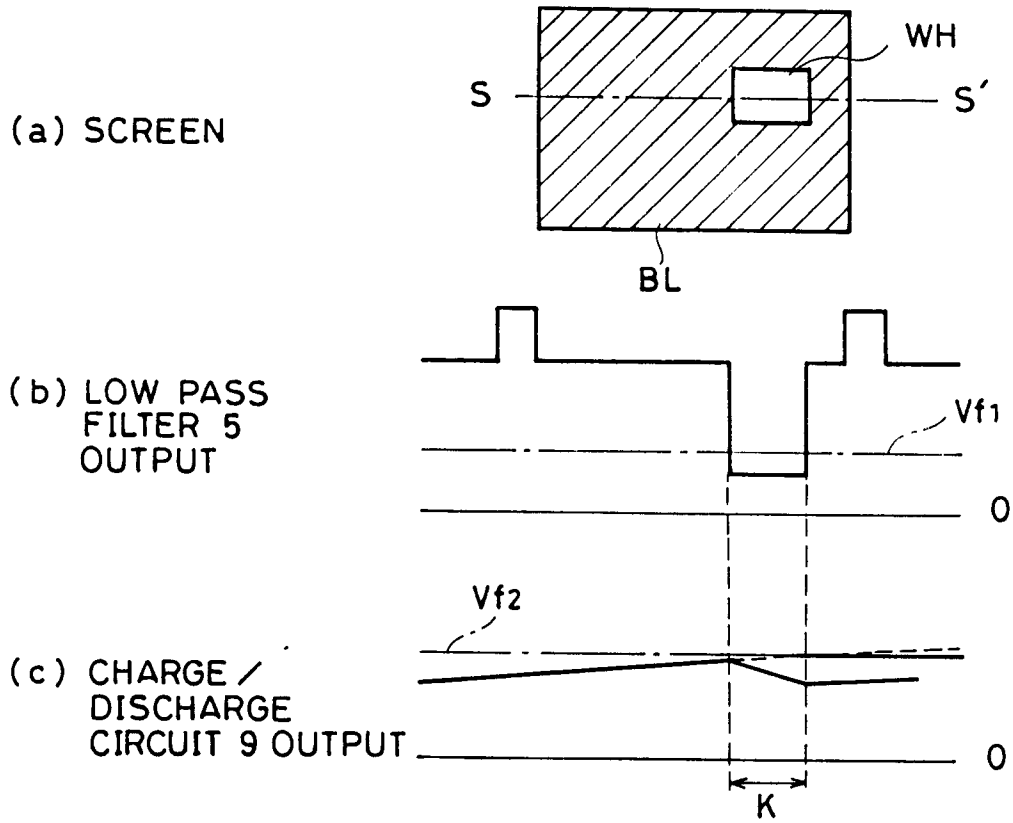 WH
S
S′
(a) SCREEN
BL
(b) LOW PASS
FILTER 5
OUTPUT
Vf1
0
Vf2
(c) CHARGE /
DISCHARGE
CIRCUIT 9 OUTPUT
0
K